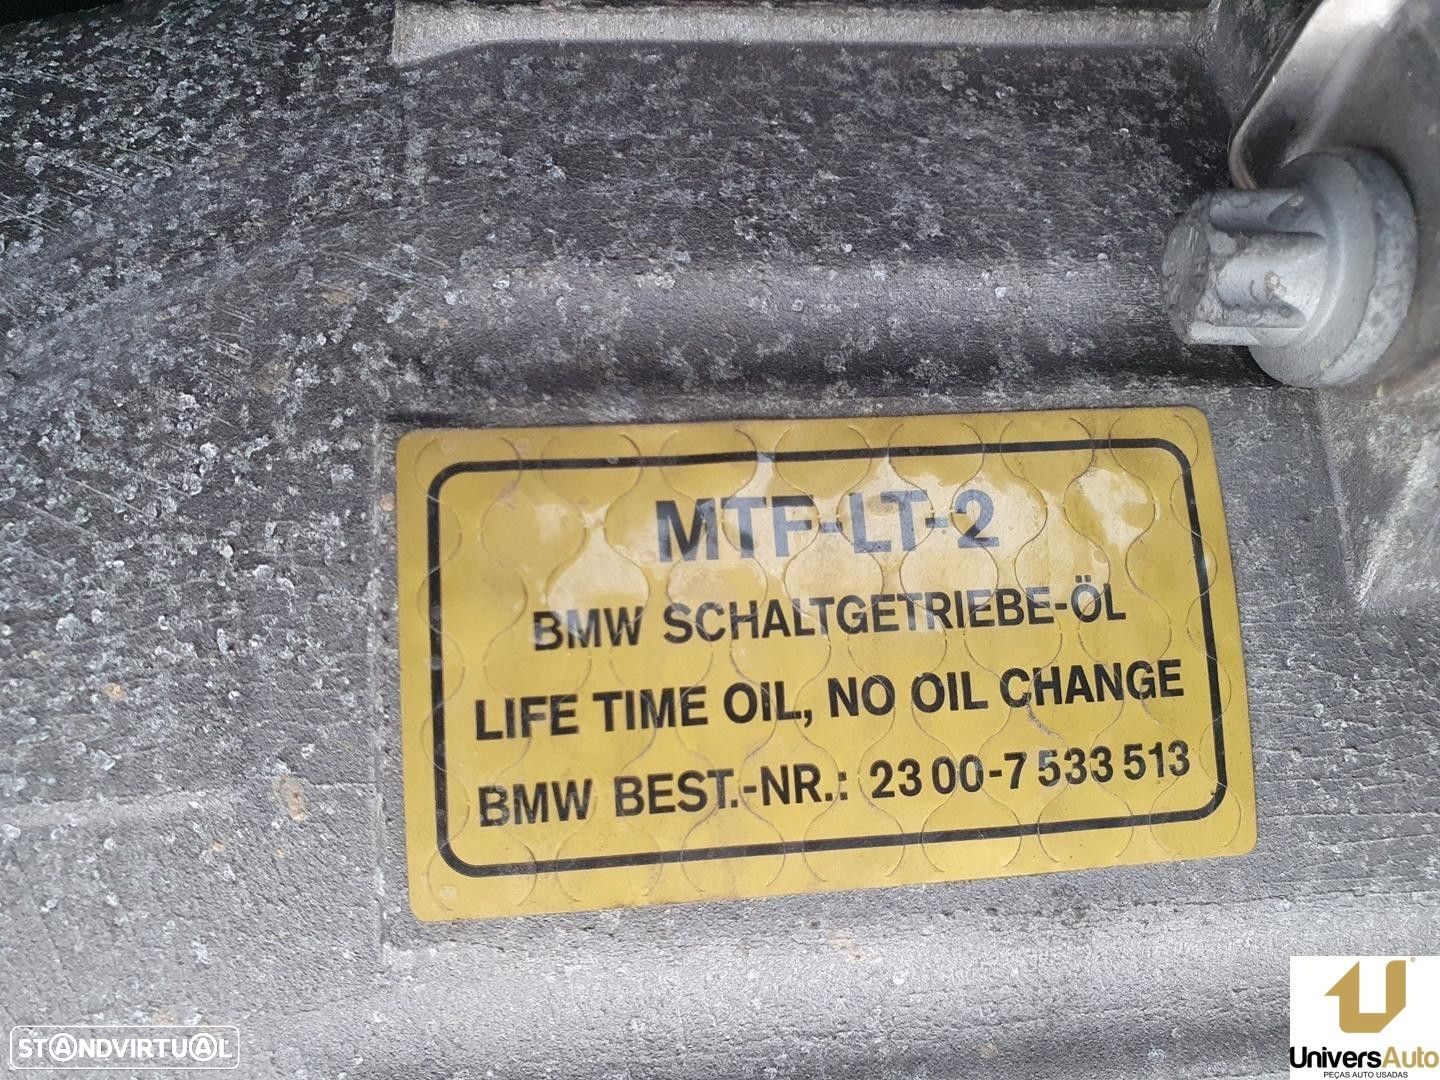 MTF-LT-2
BMW SCHALTGETRIEBE-ÖL
LIFE TIME OIL, NO OIL CHANGE
BMW BEST.-NR.: 23 00-7 533 513
STANDVIRTUAL
UniversAuto
PEÇAS AUTO USADAS